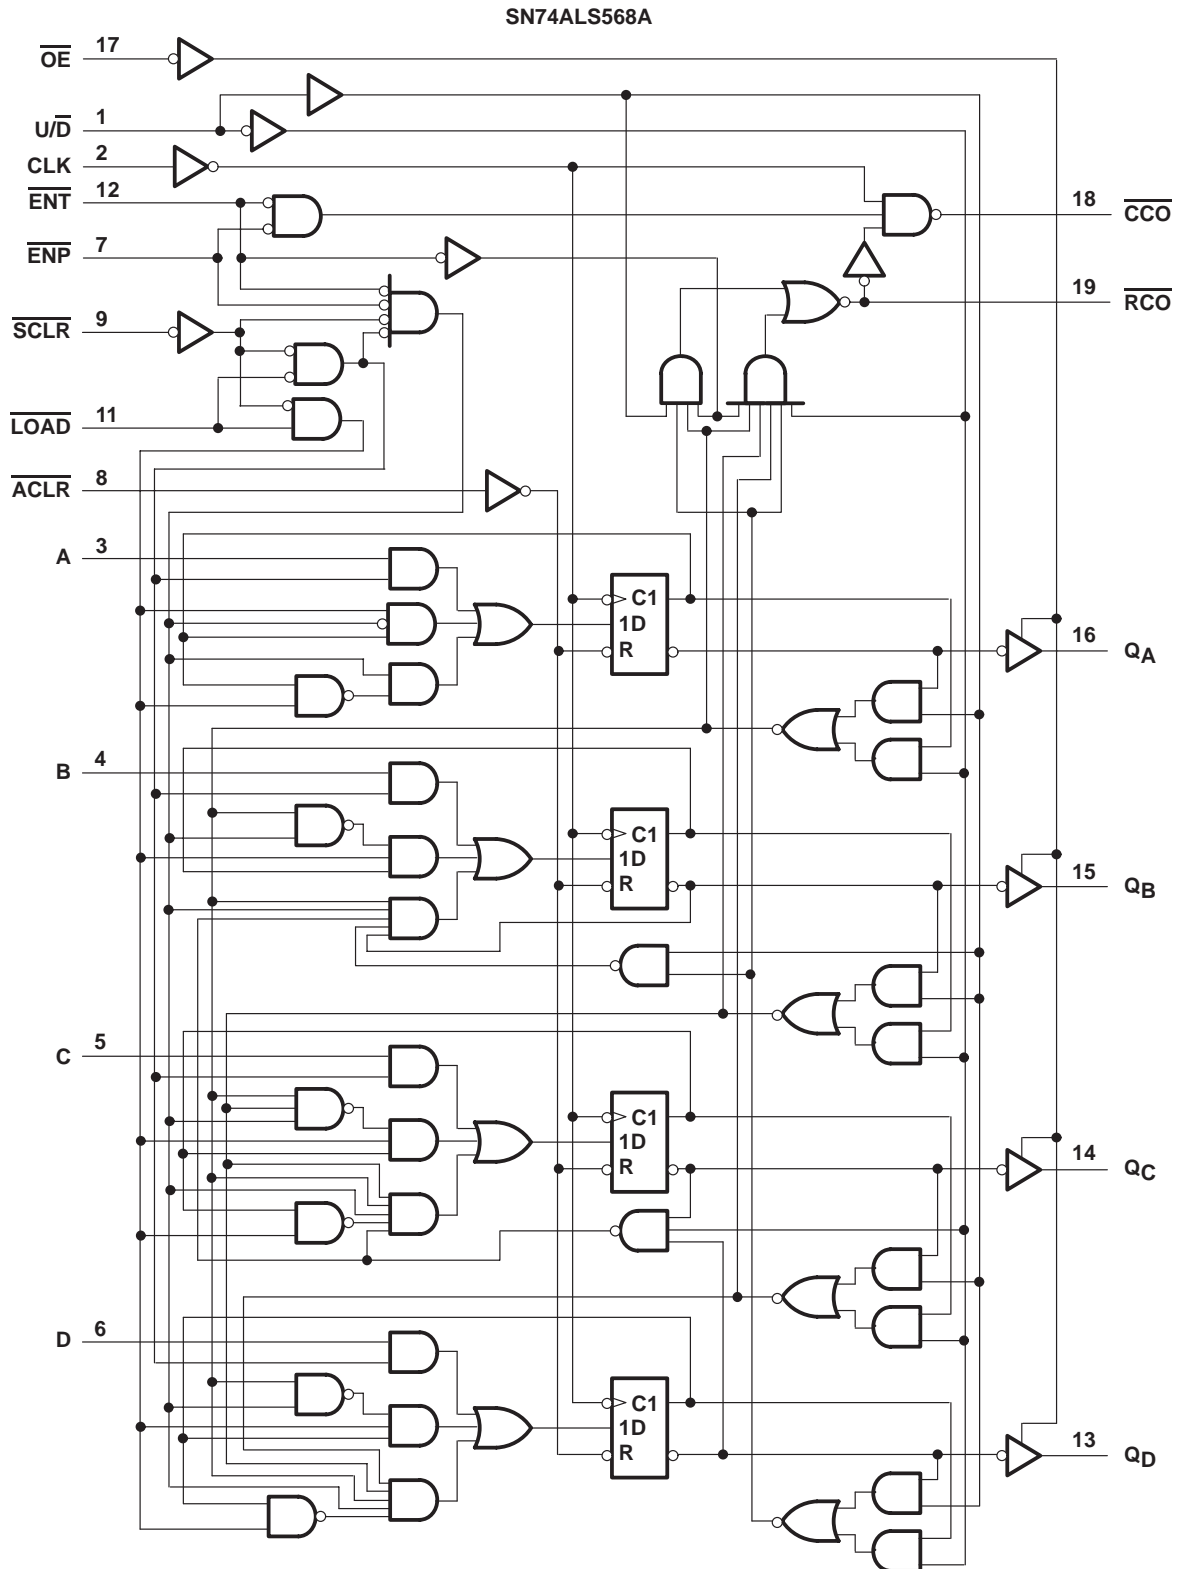 SN74ALS568A
OE 17
U/D 1
CLK 2
ENT 12
ENP 7
18 CCO
19 RCO
SCLR 9
LOAD 11
ACLR 8
A 3
C1
1D
R
16 QA
B 4
C1
1D
R
15 QB
C 5
C1
1D
R
14 QC
D 6
C1
1D
R
13 QD